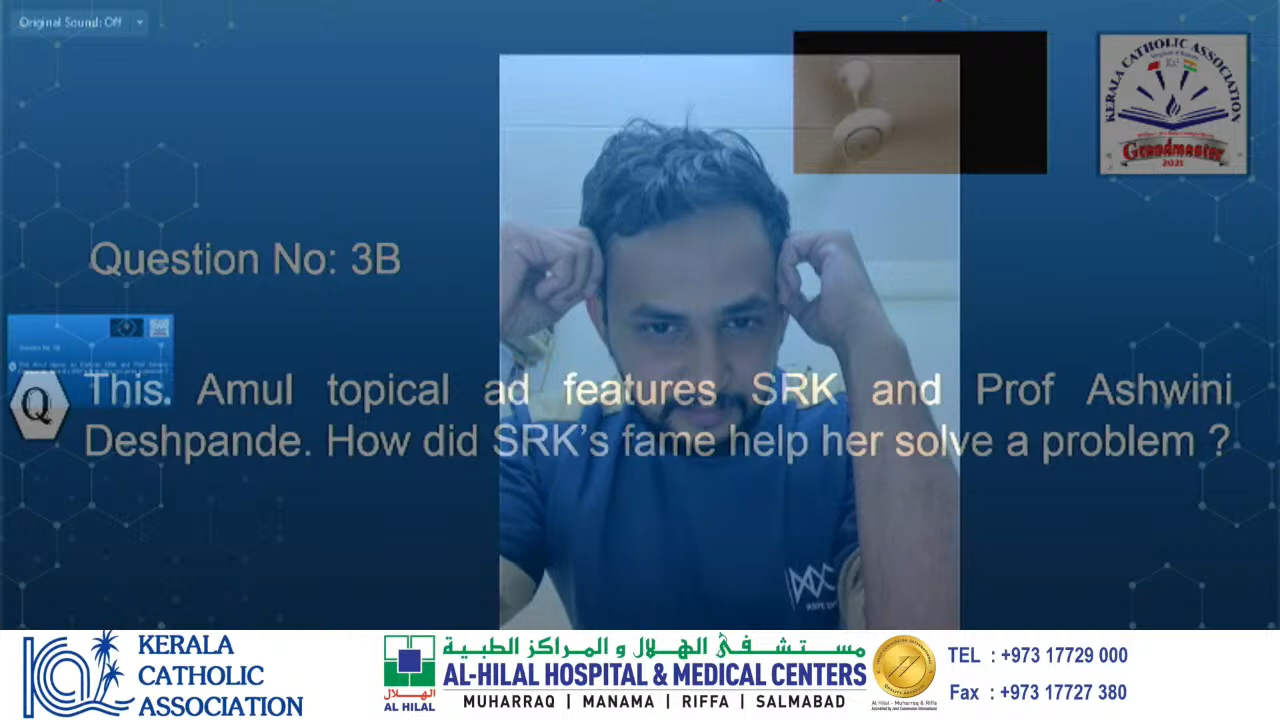 Original Sound: Off
KERALA CATHOLIC ASSOCIATION
Grandmaster
2021
Question No: 3B
Q
This. Amul topical ad features SRK and Prof Ashwini
Deshpande. How did SRK's fame help her solve a problem ?
KERALA
CATHOLIC
ASSOCIATION
مستشفى الهلال و المراكز الطبية
AL-HILAL HOSPITAL & MEDICAL CENTERS
MUHARRAQ | MANAMA | RIFFA | SALMABAD
الهلال
AL HILAL
TEL : +973 17729 000
Fax : +973 17727 380